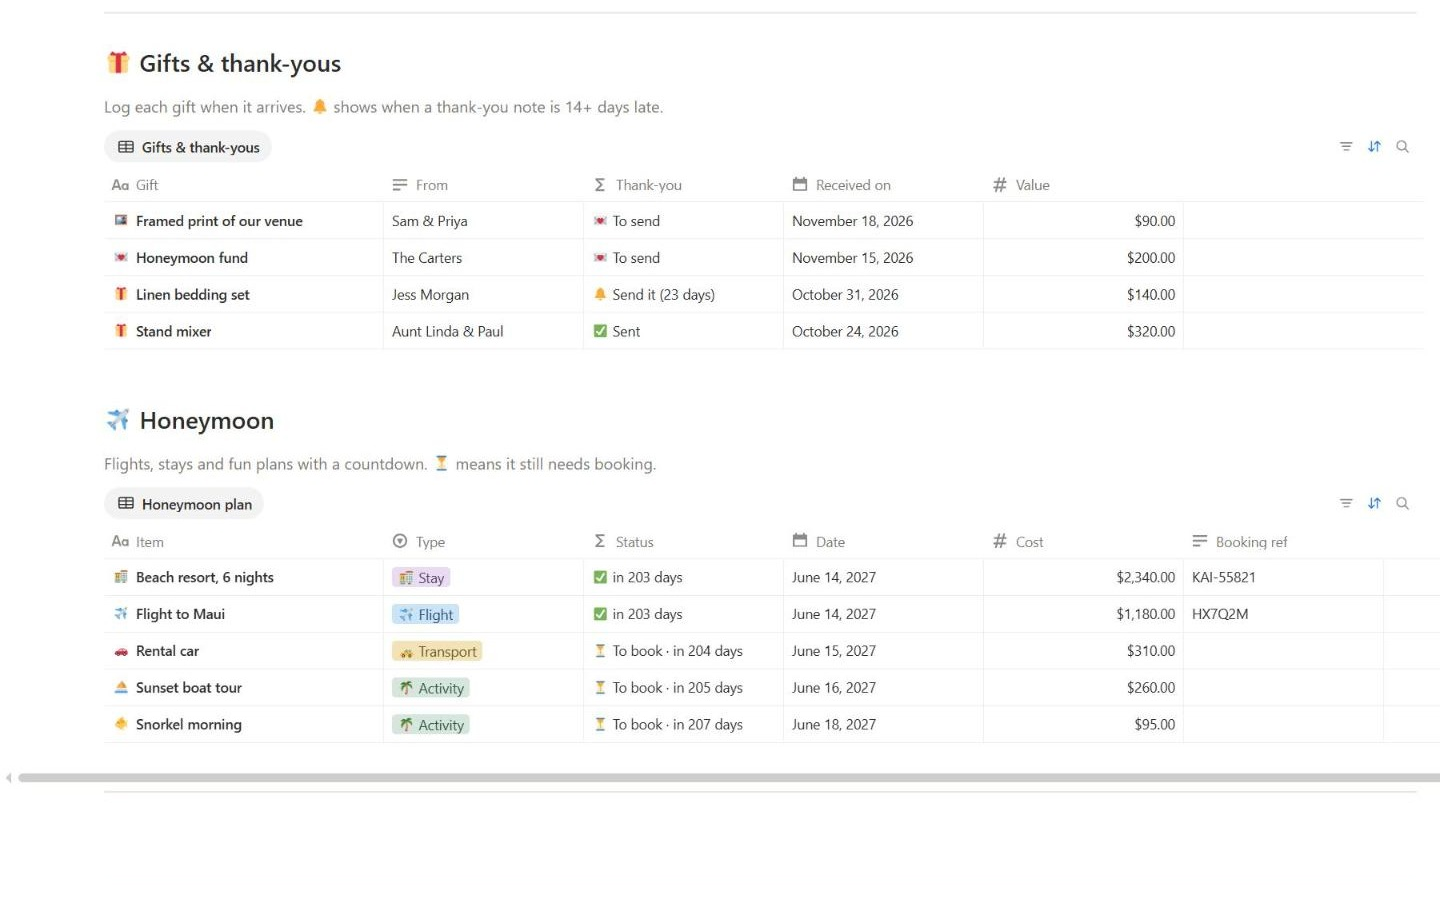 Gifts & thank-yous
Log each gift when it arrives. 🔔 shows when a thank-you note is 14+ days late.
Gifts & thank-yous
Aa Gift From Σ Thank-you Received on # Value
Framed print of our venue Sam & Priya To send November 18, 2026 $90.00
Honeymoon fund The Carters To send November 15, 2026 $200.00
Linen bedding set Jess Morgan Send it (23 days) October 31, 2026 $140.00
Stand mixer Aunt Linda & Paul Sent October 24, 2026 $320.00
Honeymoon
Flights, stays and fun plans with a countdown. ⏳ means it still needs booking.
Honeymoon plan
Aa Item Type Σ Status Date # Cost Booking ref
Beach resort, 6 nights Stay in 203 days June 14, 2027 $2,340.00 KAI-55821
Flight to Maui Flight in 203 days June 14, 2027 $1,180.00 HX7Q2M
Rental car Transport To book · in 204 days June 15, 2027 $310.00
Sunset boat tour Activity To book · in 205 days June 16, 2027 $260.00
Snorkel morning Activity To book · in 207 days June 18, 2027 $95.00